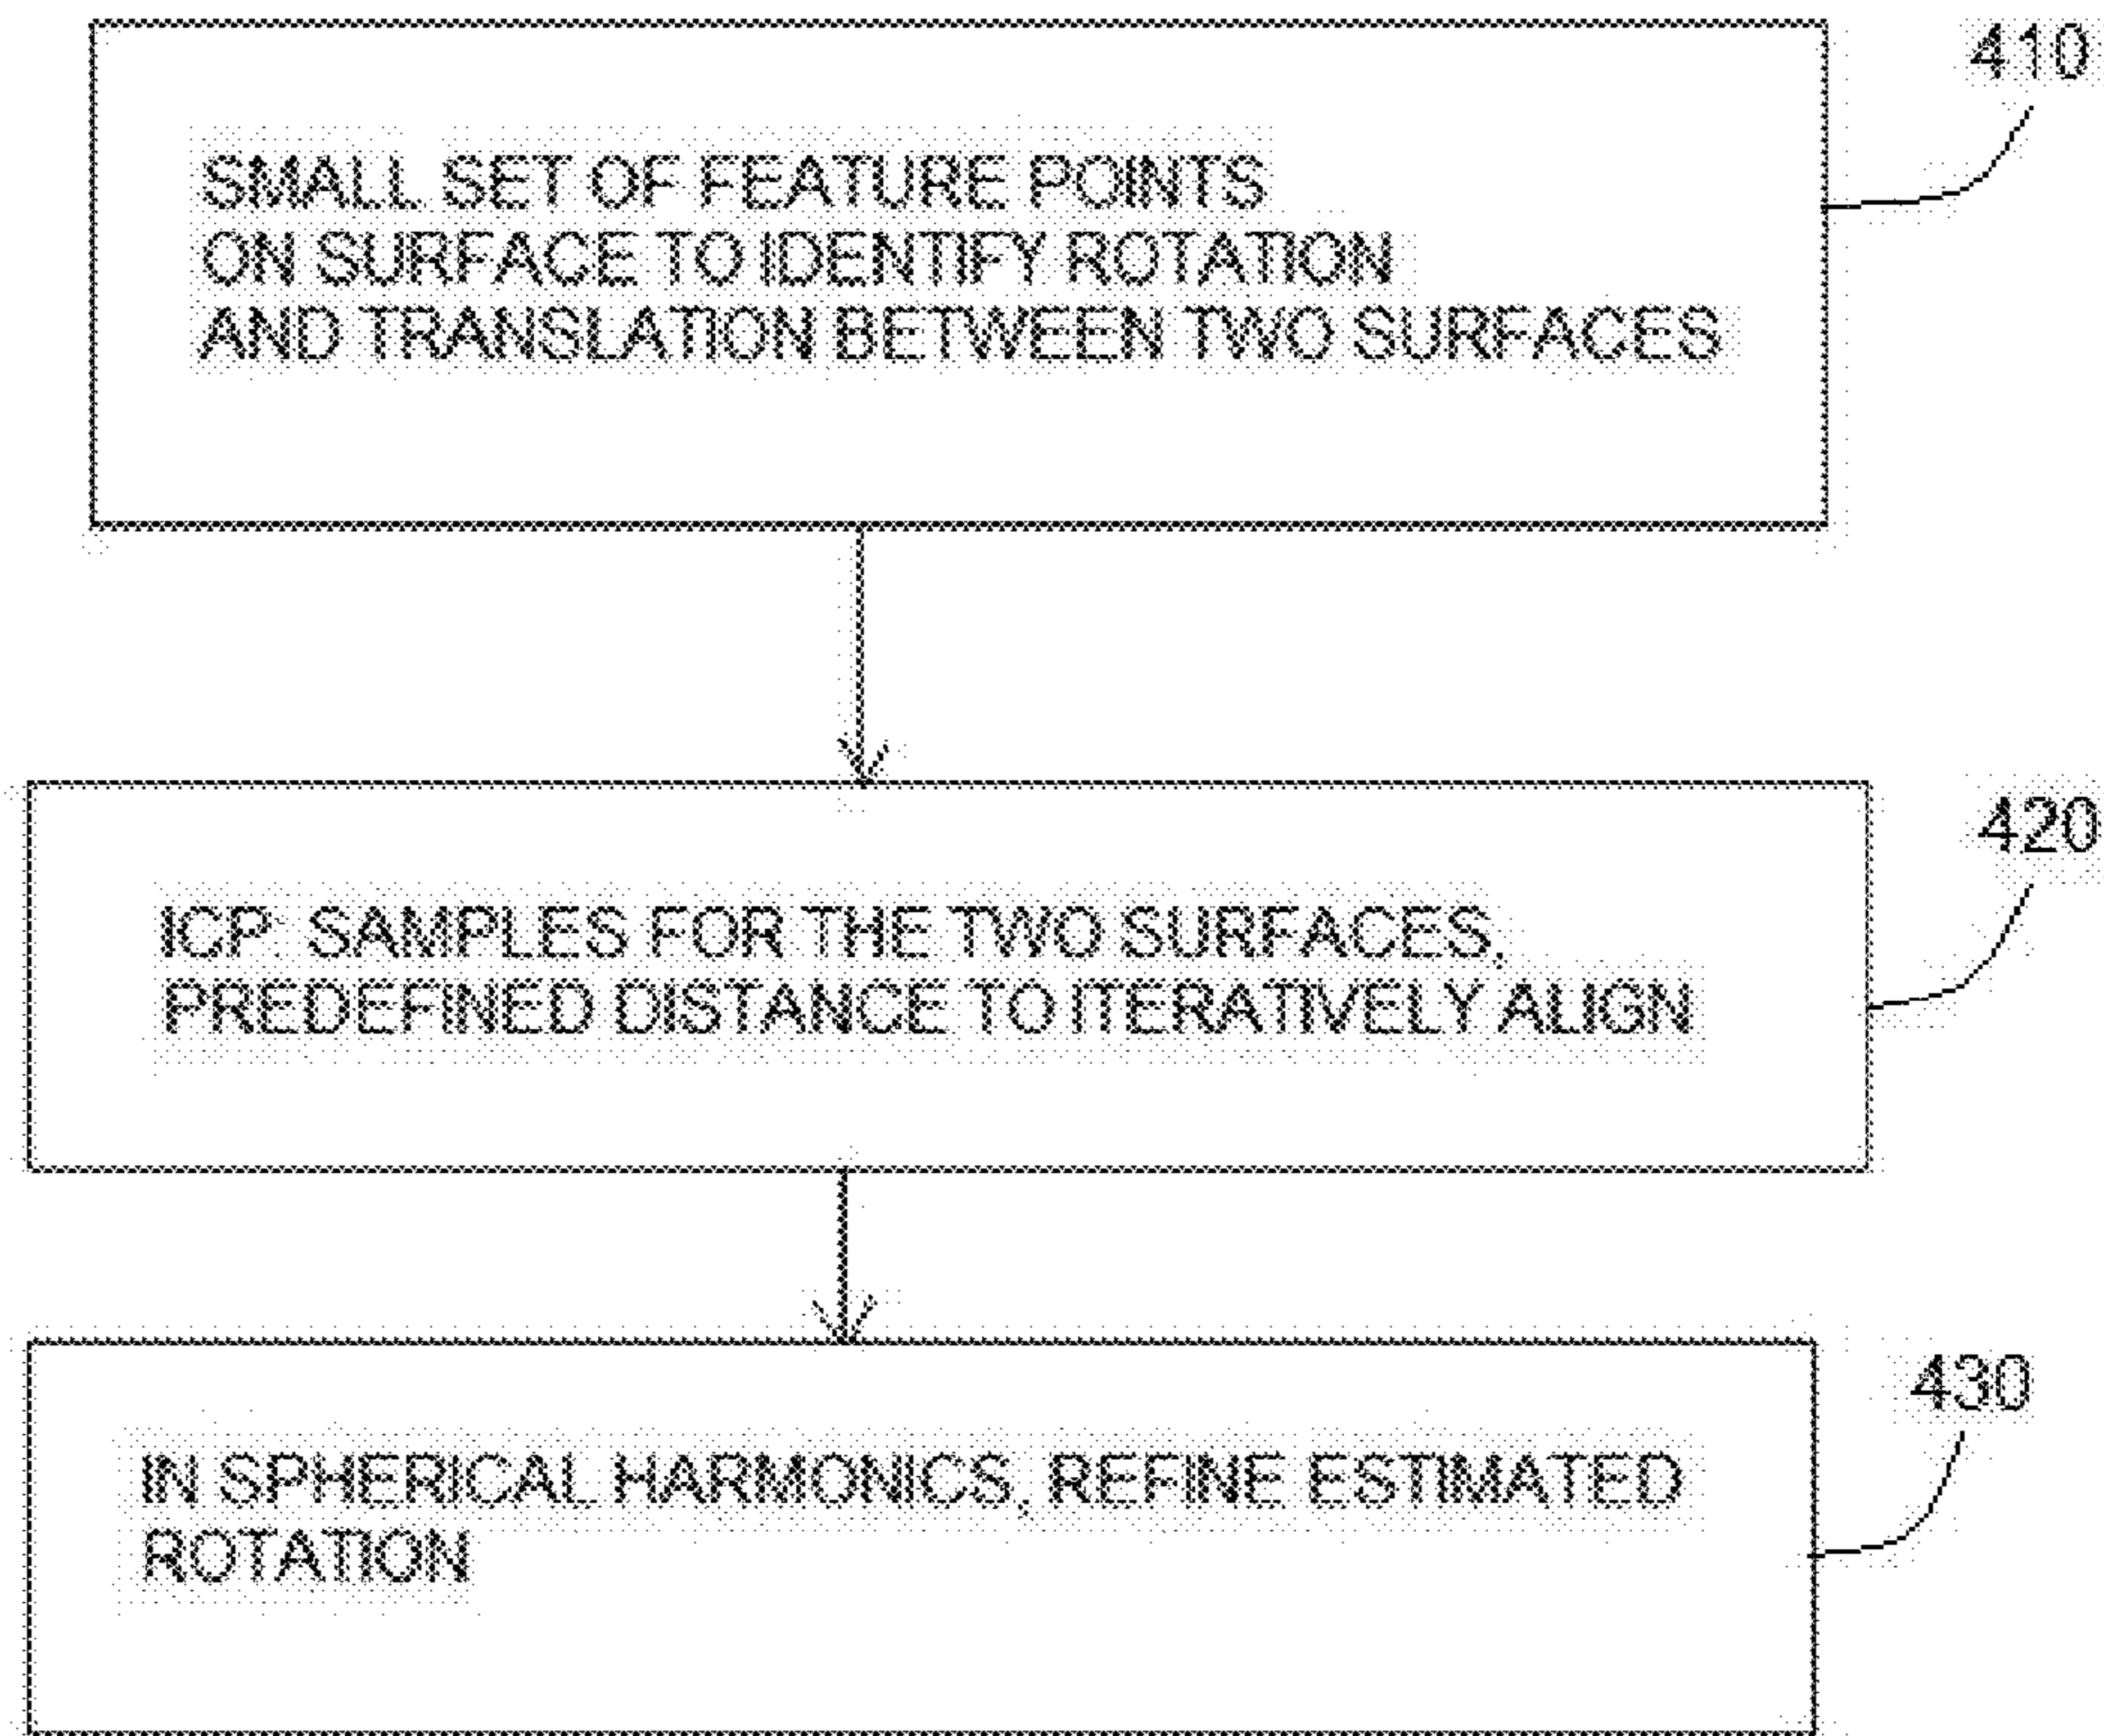 410
SMALL SET OF FEATURE POINTS
ON SURFACE TO IDENTIFY ROTATION
AND TRANSLATION BETWEEN TWO SURFACES
420
ICP: SAMPLES FOR THE TWO SURFACES,
PREDEFINED DISTANCE TO ITERATIVELY ALIGN
430
IN SPHERICAL HARMONICS, REFINE ESTIMATED
ROTATION